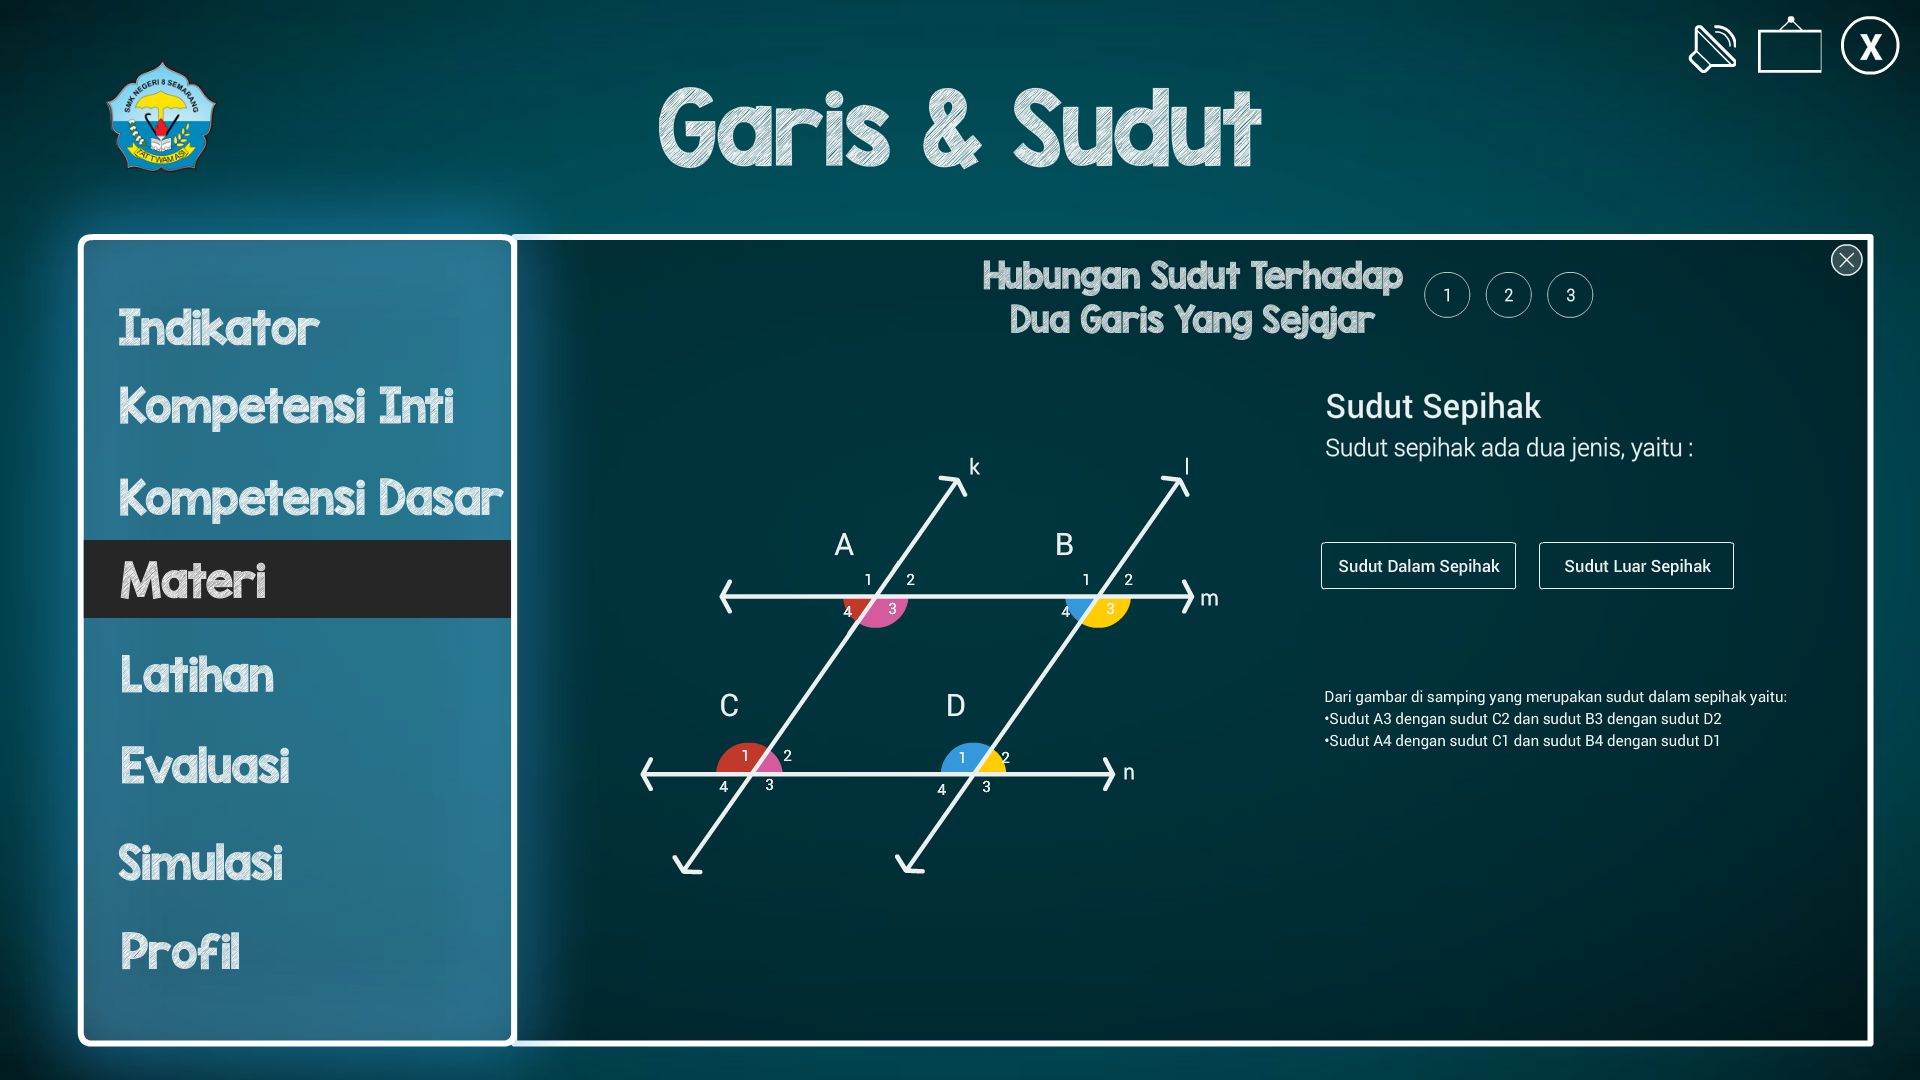 SMK NEGERI 8 SEMARANG
TAT TWAM ASI
X
Garis & Sudut
Indikator
Kompetensi Inti
Kompetensi Dasar
Materi
Latihan
Evaluasi
Simulasi
Profil
Hubungan Sudut Terhadap
Dua Garis Yang Sejajar
1 2 3
Sudut Sepihak
Sudut sepihak ada dua jenis, yaitu :
Sudut Dalam Sepihak
Sudut Luar Sepihak
Dari gambar di samping yang merupakan sudut dalam sepihak yaitu:
•Sudut A3 dengan sudut C2 dan sudut B3 dengan sudut D2
•Sudut A4 dengan sudut C1 dan sudut B4 dengan sudut D1
k l
A B
1 2 1 2
4 3 4 3 m
C D
1 2 1 2
4 3 4 3 n